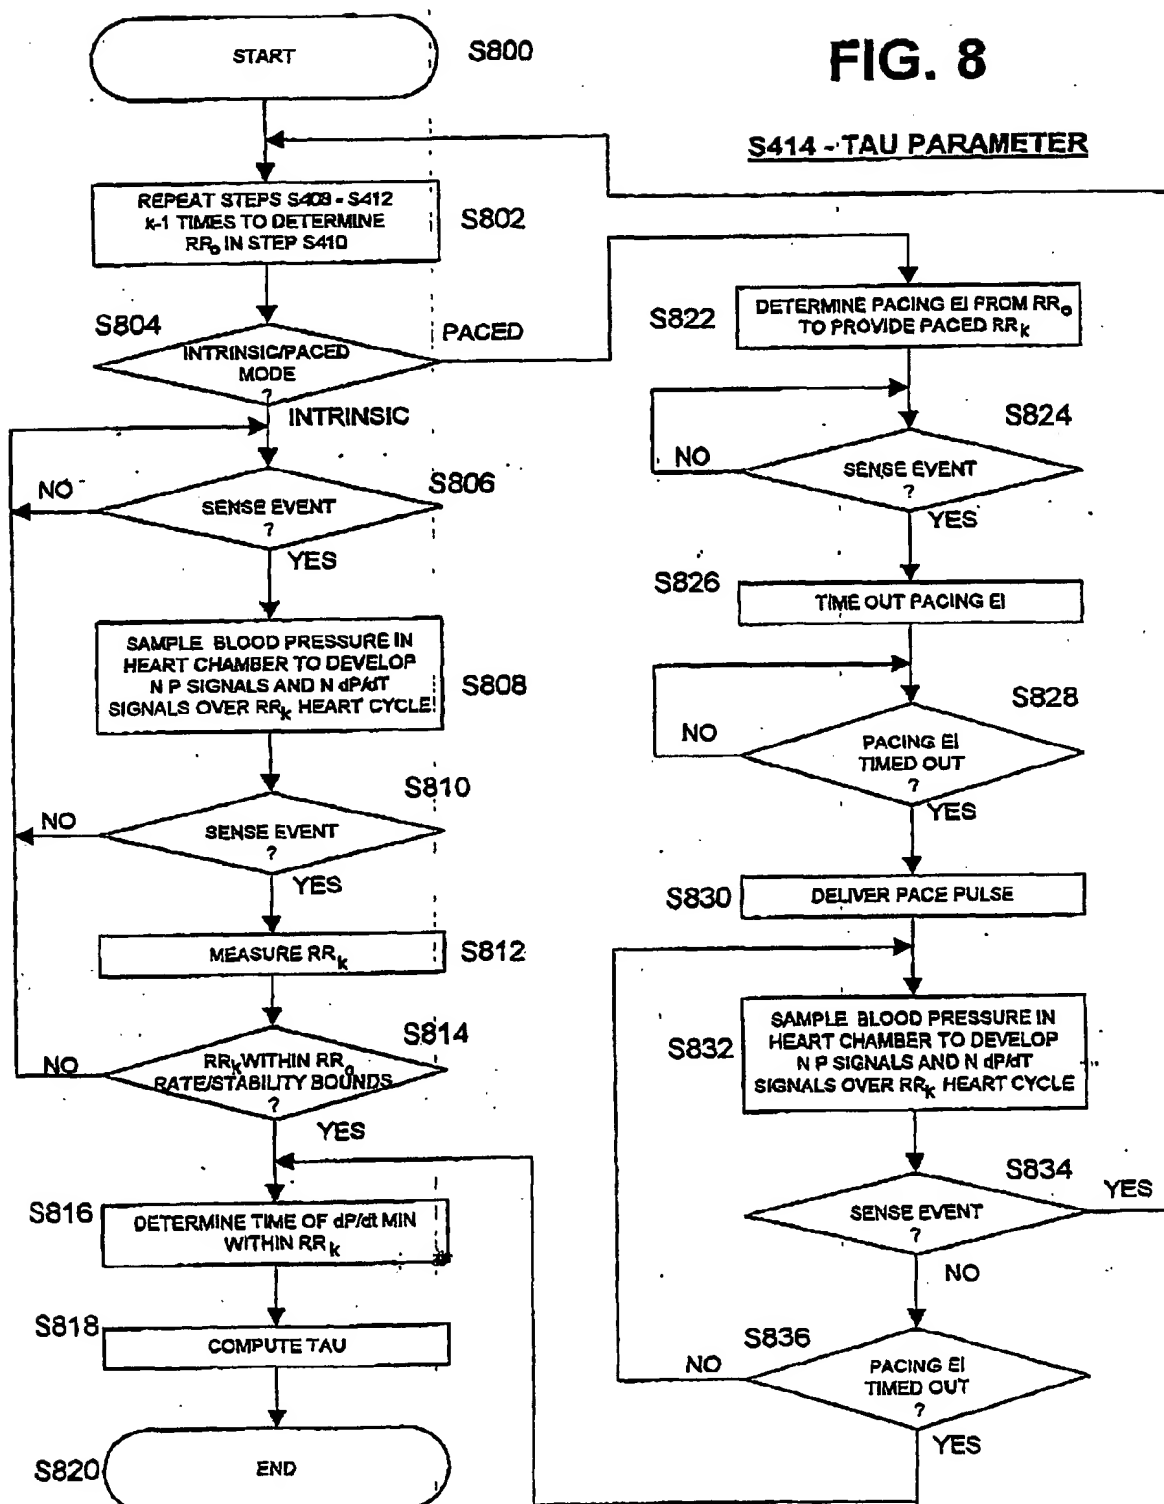 FIG. 8
S414 - TAU PARAMETER
START
S800
REPEAT STEPS S408 - S412
k-1 TIMES TO DETERMINE
RRo IN STEP S410
S802
S804
INTRINSIC/PACED
MODE
?
PACED
INTRINSIC
NO
SENSE EVENT
?
S806
YES
SAMPLE BLOOD PRESSURE IN
HEART CHAMBER TO DEVELOP
N P SIGNALS AND N dP/dT
SIGNALS OVER RRk HEART CYCLE
S808
S810
NO
SENSE EVENT
?
YES
MEASURE RRk
S812
S814
NO
RRk WITHIN RRo
RATE/STABILITY BOUNDS
?
YES
S816
DETERMINE TIME OF dP/dt MIN
WITHIN RRk
S818
COMPUTE TAU
S820
END
S822
DETERMINE PACING EI FROM RRo
TO PROVIDE PACED RRk
S824
NO
SENSE EVENT
?
YES
S826
TIME OUT PACING EI
S828
NO
PACING EI
TIMED OUT
?
YES
S830
DELIVER PACE PULSE
S832
SAMPLE BLOOD PRESSURE IN
HEART CHAMBER TO DEVELOP
N P SIGNALS AND N dP/dT
SIGNALS OVER RRk HEART CYCLE
S834
SENSE EVENT
?
YES
NO
S836
NO
PACING EI
TIMED OUT
?
YES